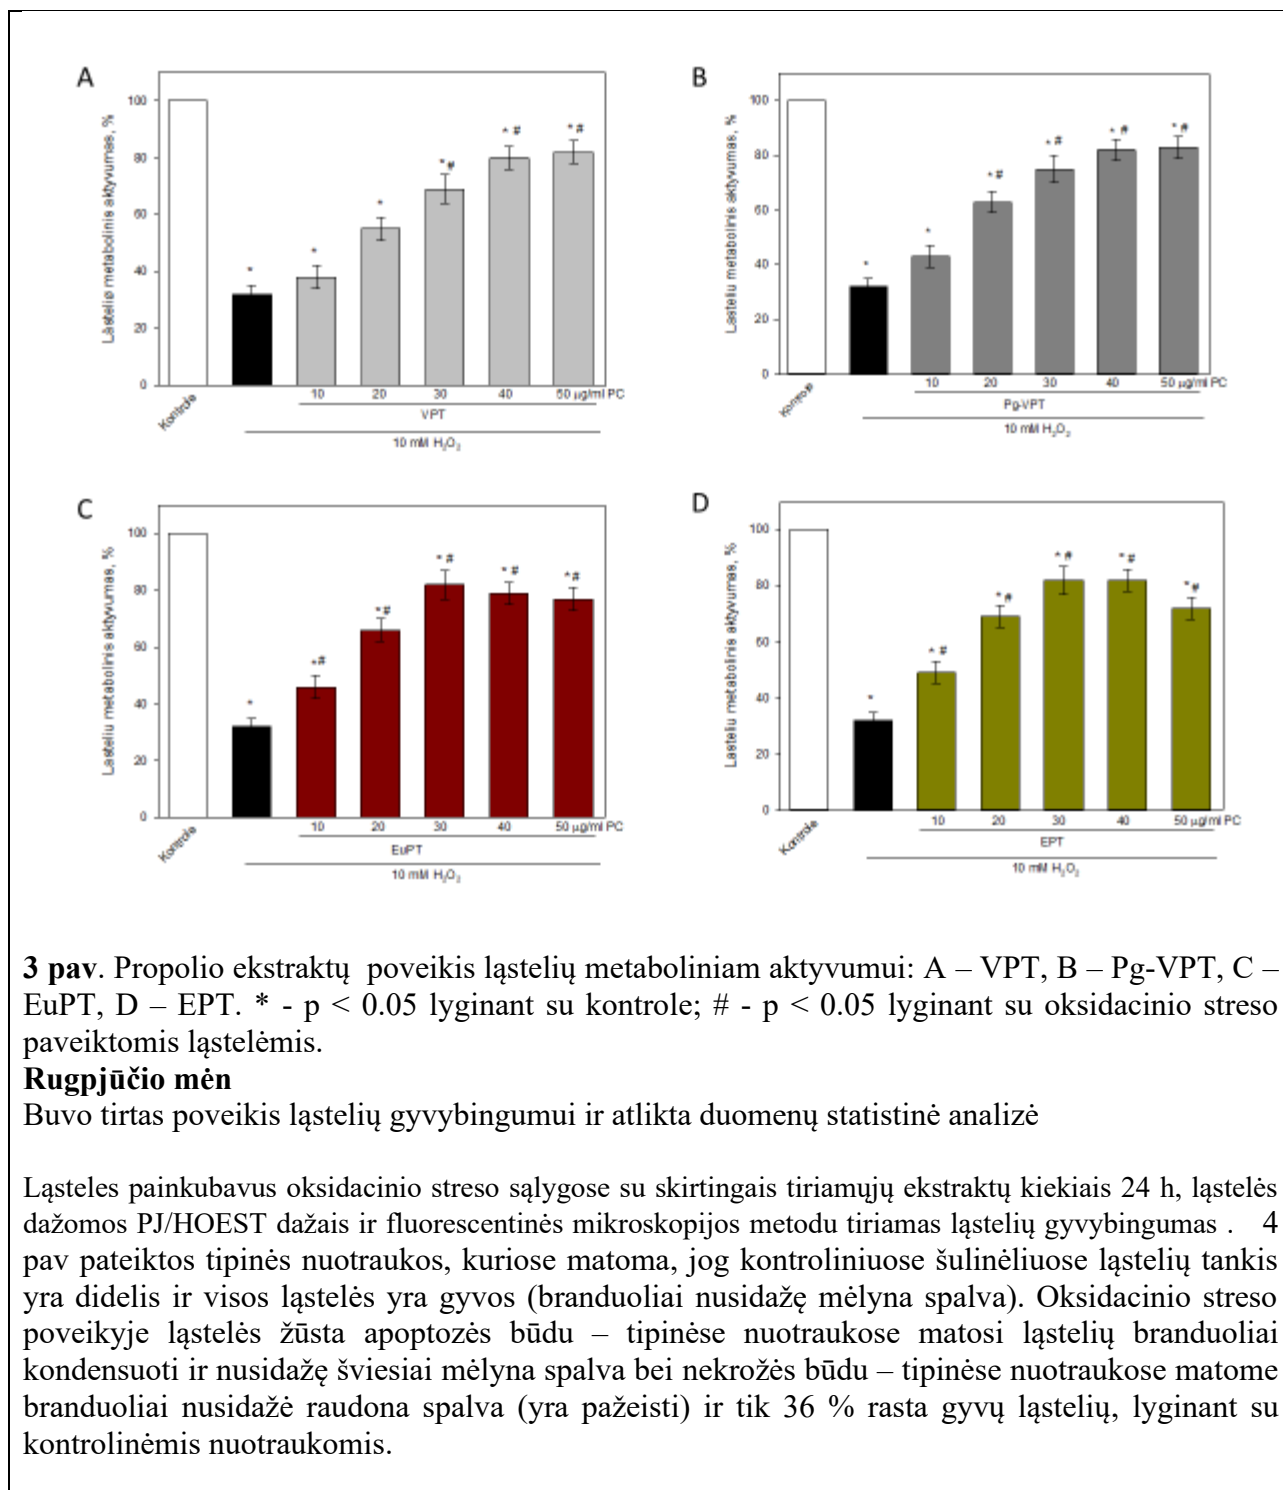 A
Ląsteliø metabolinis aktyvumas, %
100
80
60
40
20
0
* * * *# *# *#
Kontrole
10 20 30 40 50 µg/ml PC
VPT
10 mM H₂O₂
B
Lasteliu metabolinis aktyvumas, %
100
80
60
40
20
0
* * *# *# *# *#
Kontrole
10 20 30 40 50 µg/ml PC
Pg-VPT
10 mM H₂O₂
C
Lasteliu metabolinis aktyvumas, %
100
80
60
40
20
0
* *# *# *# *# *#
Kontrole
10 20 30 40 50 µg/ml PC
EuPT
10 mM H₂O₂
D
Lasteliu metabolinis aktyvumas, %
100
80
60
40
20
0
* *# *# *# *# *#
Kontrole
10 20 30 40 50 µg/ml PC
EPT
10 mM H₂O₂
3 pav. Propolio ekstraktų poveikis ląstelių metaboliniam aktyvumui: A – VPT, B – Pg-VPT, C –
EuPT, D – EPT. * - p < 0.05 lyginant su kontrole; # - p < 0.05 lyginant su oksidacinio streso
paveiktomis ląstelėmis.
Rugpjūčio mėn
Buvo tirtas poveikis ląstelių gyvybingumui ir atlikta duomenų statistinė analizė
Ląsteles painkubavus oksidacinio streso sąlygose su skirtingais tiriamųjų ekstraktų kiekiais 24 h, ląstelės
dažomos PJ/HOEST dažais ir fluorescentinės mikroskopijos metodu tiriamas ląstelių gyvybingumas . 4
pav pateiktos tipinės nuotraukos, kuriose matoma, jog kontroliniuose šulinėliuose ląstelių tankis
yra didelis ir visos ląstelės yra gyvos (branduoliai nusidažę mėlyna spalva). Oksidacinio streso
poveikyje ląstelės žūsta apoptozės būdu – tipinėse nuotraukose matosi ląstelių branduoliai
kondensuoti ir nusidažę šviesiai mėlyna spalva bei nekrožės būdu – tipinėse nuotraukose matome
branduoliai nusidažė raudona spalva (yra pažeisti) ir tik 36 % rasta gyvų ląstelių, lyginant su
kontrolinėmis nuotraukomis.